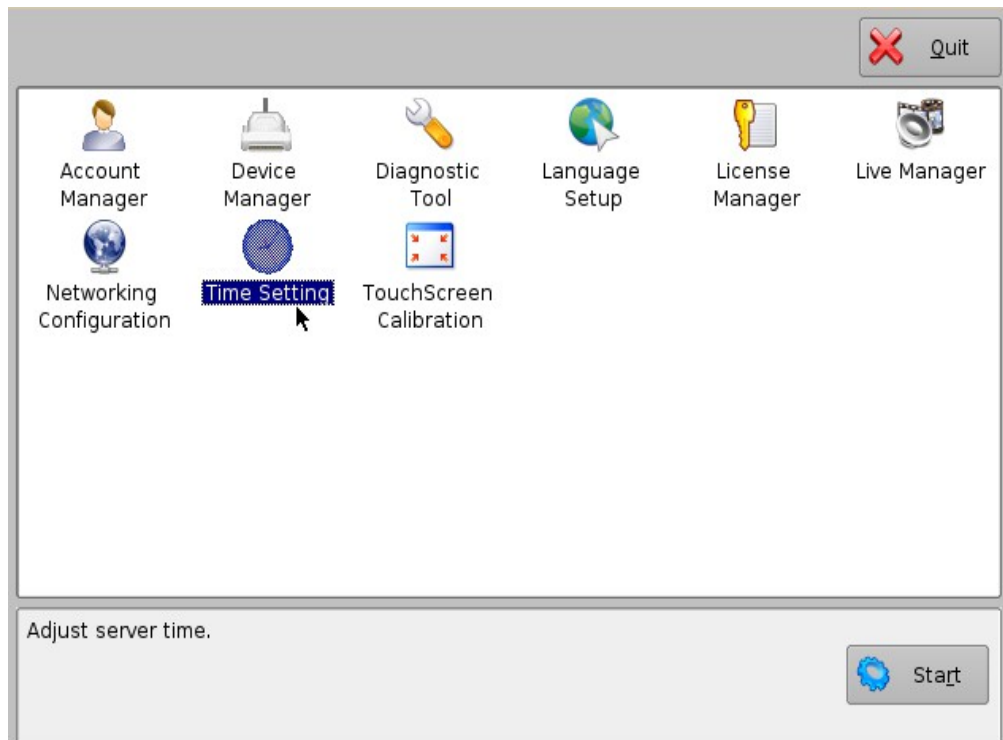 Quit
Account
Manager
Device
Manager
Diagnostic
Tool
Language
Setup
License
Manager
Live Manager
Networking
Configuration
Time Setting
TouchScreen
Calibration
Adjust server time.
Start